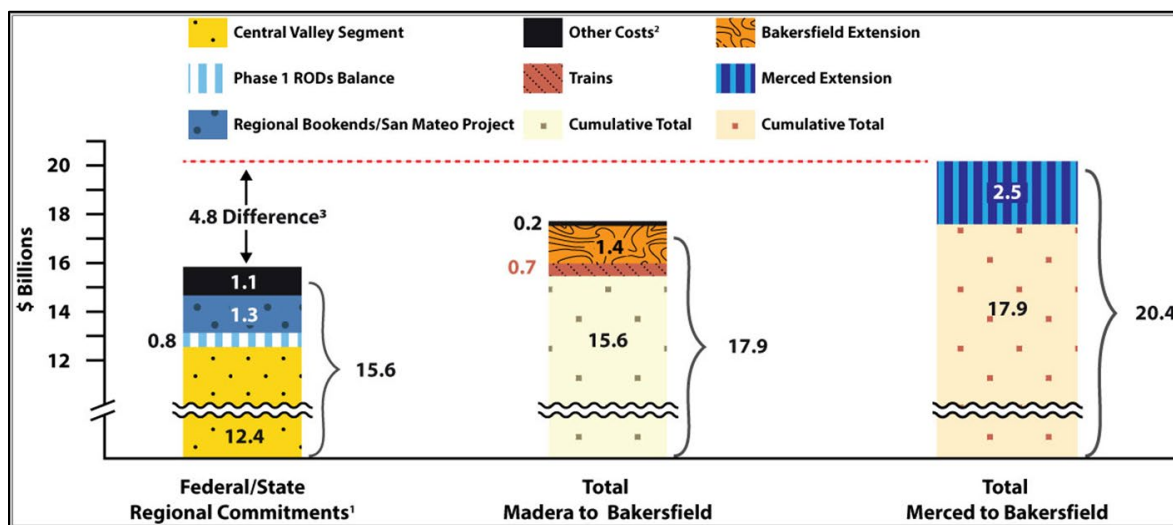 Central Valley Segment
Other Costs²
Bakersfield Extension
Phase 1 RODs Balance
Trains
Merced Extension
Regional Bookends/San Mateo Project
Cumulative Total
Cumulative Total
$ Billions
20
18
16
14
12
4.8 Difference³
1.1
1.3
0.8
12.4
15.6
0.2
1.4
0.7
15.6
17.9
2.5
17.9
20.4
Federal/State
Regional Commitments¹
Total
Madera to Bakersfield
Total
Merced to Bakersfield